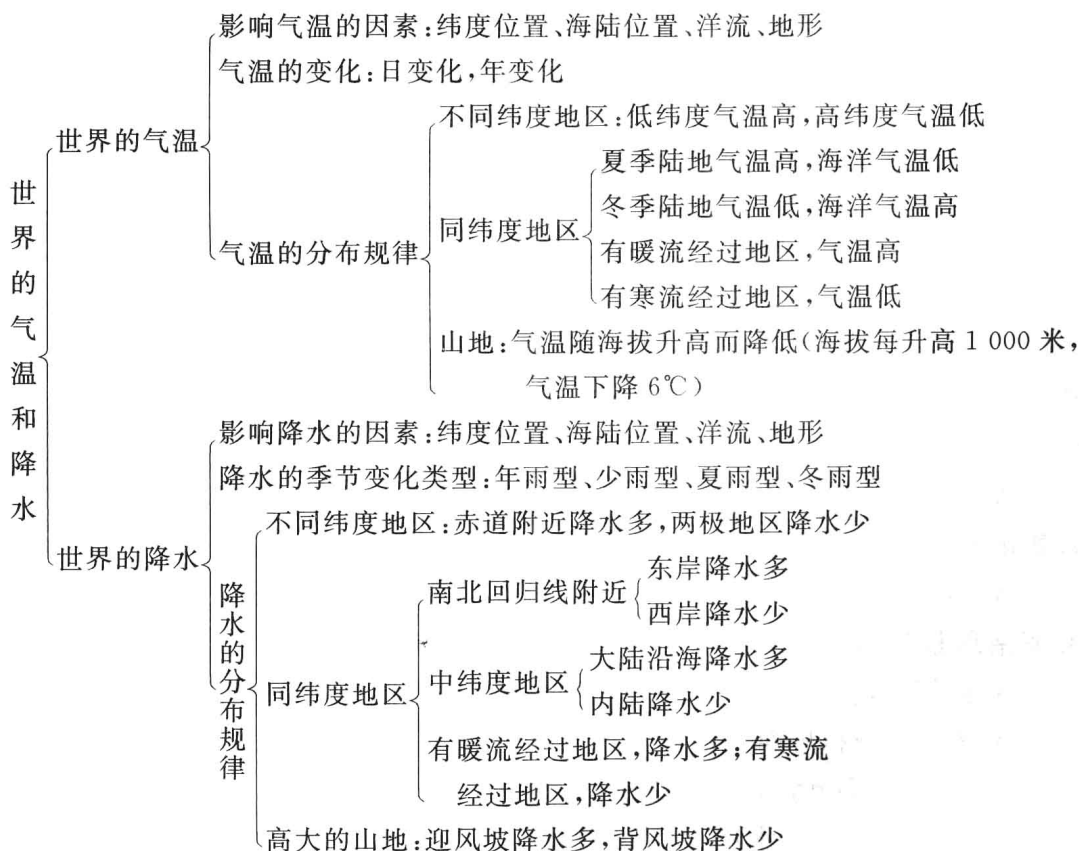 世界的气温和降水
世界的气温
影响气温的因素:纬度位置、海陆位置、洋流、地形
气温的变化:日变化,年变化
气温的分布规律
不同纬度地区:低纬度气温高,高纬度气温低
同纬度地区
夏季陆地气温高,海洋气温低
冬季陆地气温低,海洋气温高
有暖流经过地区,气温高
有寒流经过地区,气温低
山地:气温随海拔升高而降低(海拔每升高 1 000 米,
气温下降 6℃)
世界的降水
影响降水的因素:纬度位置、海陆位置、洋流、地形
降水的季节变化类型:年雨型、少雨型、夏雨型、冬雨型
降水的分布规律
不同纬度地区:赤道附近降水多,两极地区降水少
同纬度地区
南北回归线附近
东岸降水多
西岸降水少
中纬度地区
大陆沿海降水多
内陆降水少
有暖流经过地区,降水多;有寒流
经过地区,降水少
高大的山地:迎风坡降水多,背风坡降水少